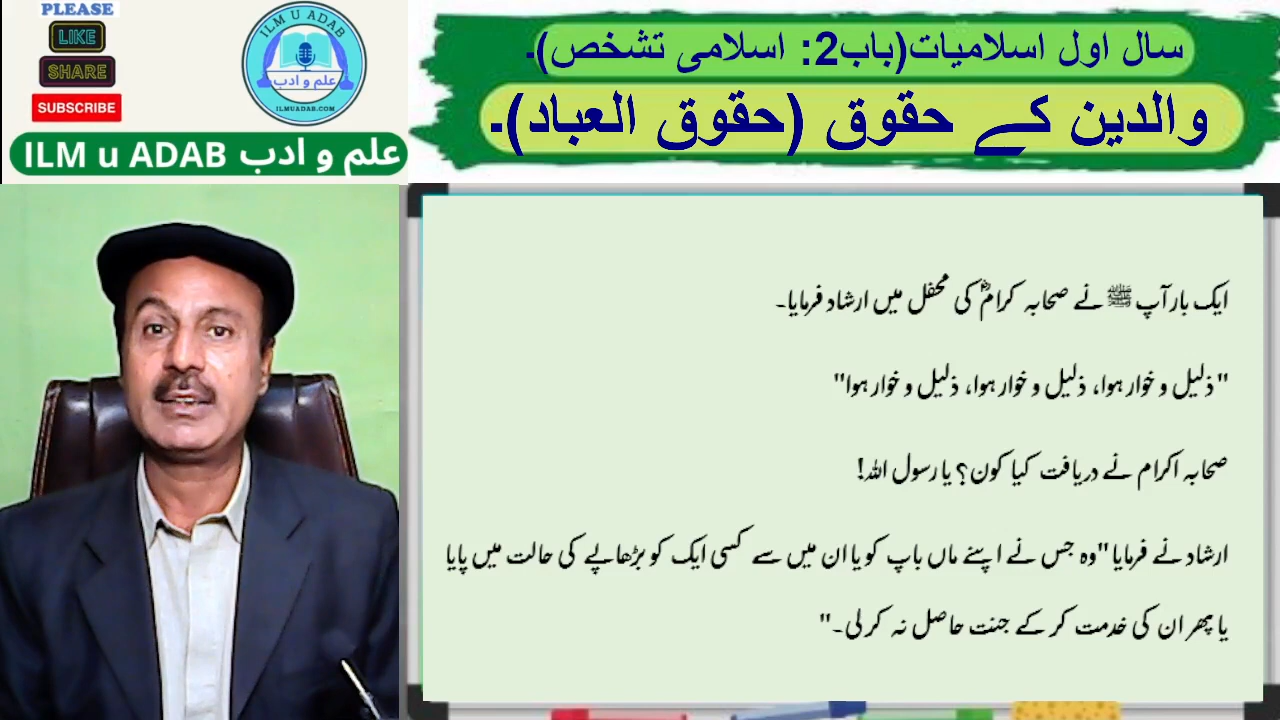 PLEASE
LIKE
SHARE
SUBSCRIBE
ILM U ADAB
علم و ادب
ILMUADAB.COM
ILM u ADAB علم و ادب
سال اول اسلامیات(باب2: اسلامی تشخص)۔
والدین کے حقوق (حقوق العباد)۔
ایک بار آپ ﷺ نے صحابہ کرامؓ کی محفل میں ارشاد فرمایا۔
"ذلیل و خوار ہوا، ذلیل و خوار ہوا، ذلیل و خوار ہوا"
صحابہ اکرام نے دریافت کیا کون؟ یا رسول اللہ!
ارشاد نے فرمایا "وہ جس نے اپنے ماں باپ کو یا ان میں سے کسی ایک کو بڑھاپے کی حالت میں پایا
یا پھر ان کی خدمت کر کے جنت حاصل نہ کر لی۔"